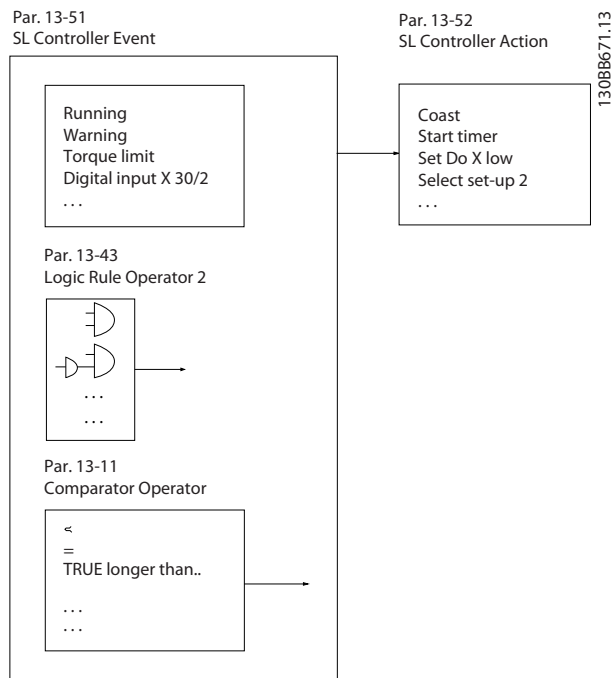 Par. 13-51
SL Controller Event
Par. 13-52
SL Controller Action
130BB671.13
Running
Warning
Torque limit
Digital input X 30/2
. . .
Coast
Start timer
Set Do X low
Select set-up 2
. . .
Par. 13-43
Logic Rule Operator 2
. . .
. . .
Par. 13-11
Comparator Operator
=
TRUE longer than..
. . .
. . .